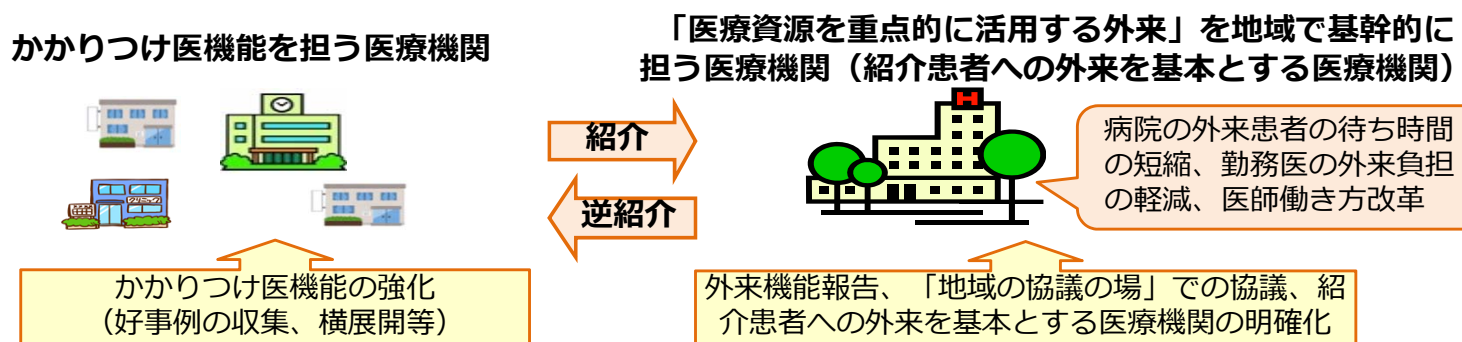 かかりつけ医機能を担う医療機関
「医療資源を重点的に活用する外来」を地域で基幹的に
担う医療機関（紹介患者への外来を基本とする医療機関）
紹介
逆紹介
H
病院の外来患者の待ち時間
の短縮、勤務医の外来負担
の軽減、医師働き方改革
かかりつけ医機能の強化
（好事例の収集、横展開等）
外来機能報告、「地域の協議の場」での協議、紹
介患者への外来を基本とする医療機関の明確化